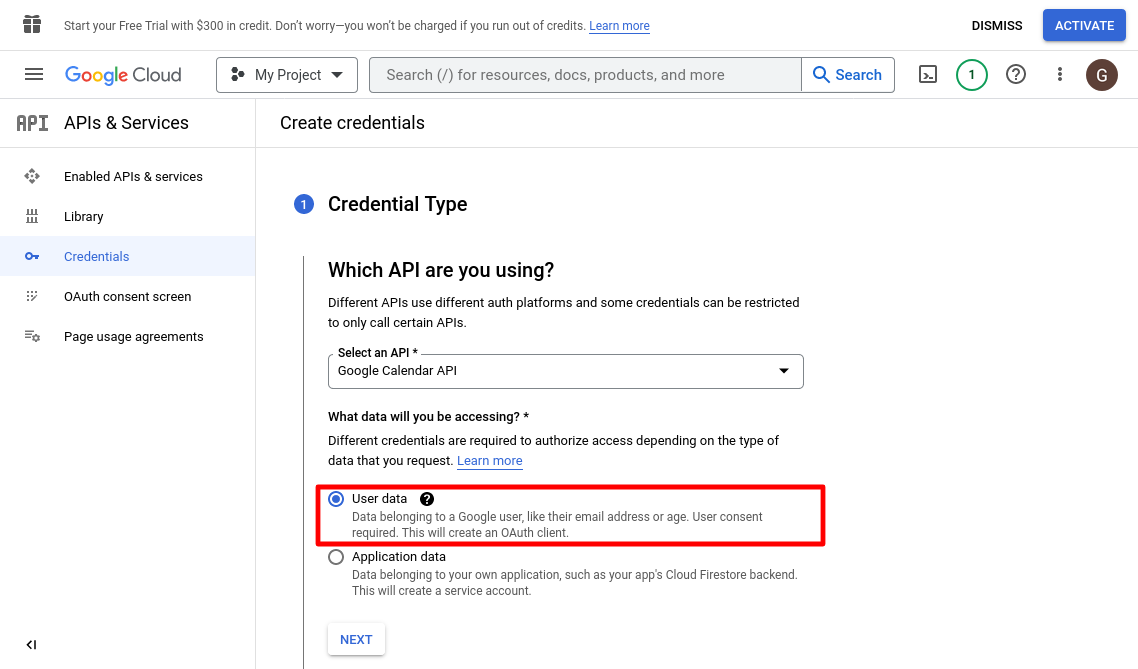 Start your Free Trial with $300 in credit. Don’t worry—you won’t be charged if you run out of credits. Learn more
DISMISS
ACTIVATE
Google Cloud
My Project
Search (/) for resources, docs, products, and more
Search
1
G
API
APIs & Services
Create credentials
Enabled APIs & services
Library
Credentials
OAuth consent screen
Page usage agreements
1
Credential Type
Which API are you using?
Different APIs use different auth platforms and some credentials can be restricted
to only call certain APIs.
Select an API *
Google Calendar API
What data will you be accessing? *
Different credentials are required to authorize access depending on the type of
data that you request. Learn more
User data
Data belonging to a Google user, like their email address or age. User consent
required. This will create an OAuth client.
Application data
Data belonging to your own application, such as your app's Cloud Firestore backend.
This will create a service account.
NEXT